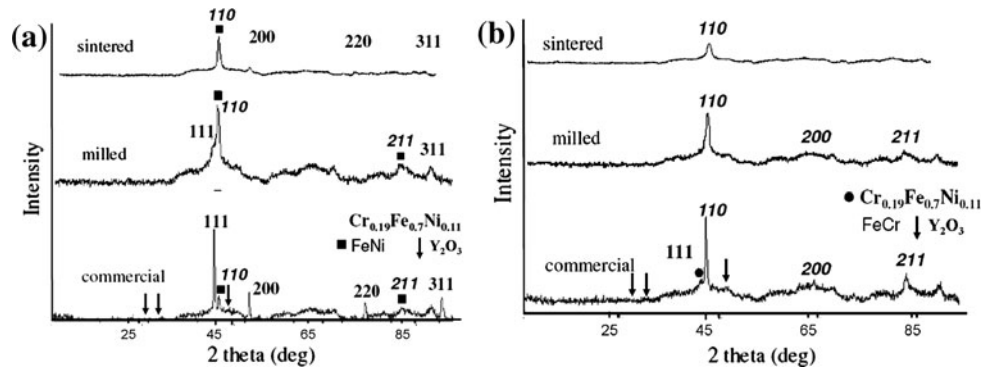 (a)
110
200
220
311
sintered
110
111
211
311
milled
Intensity
111
Cr0.19Fe0.7Ni0.11
■ FeNi ↓ Y2O3
commercial
110
200
220
211
311
25 45 65 85
2 theta (deg)
(b)
110
sintered
110
200
211
milled
Intensity
● Cr0.19Fe0.7Ni0.11
FeCr ↓ Y2O3
110
111
commercial
200
211
25 45 65 85
2 theta (deg)